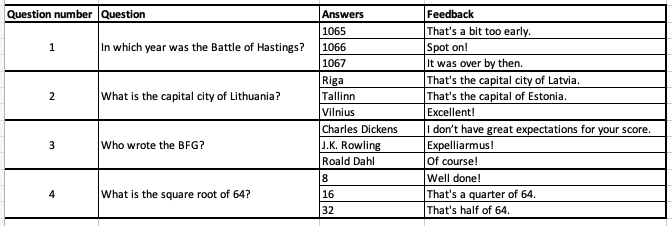 Question number Question Answers Feedback
1 In which year was the Battle of Hastings? 1065 That's a bit too early.
1066 Spot on!
1067 It was over by then.
2 What is the capital city of Lithuania? Riga That's the capital city of Latvia.
Tallinn That's the capital of Estonia.
Vilnius Excellent!
3 Who wrote the BFG? Charles Dickens I don't have great expectations for your score.
J.K. Rowling Expelliarmus!
Roald Dahl Of course!
4 What is the square root of 64? 8 Well done!
16 That's a quarter of 64.
32 That's half of 64.